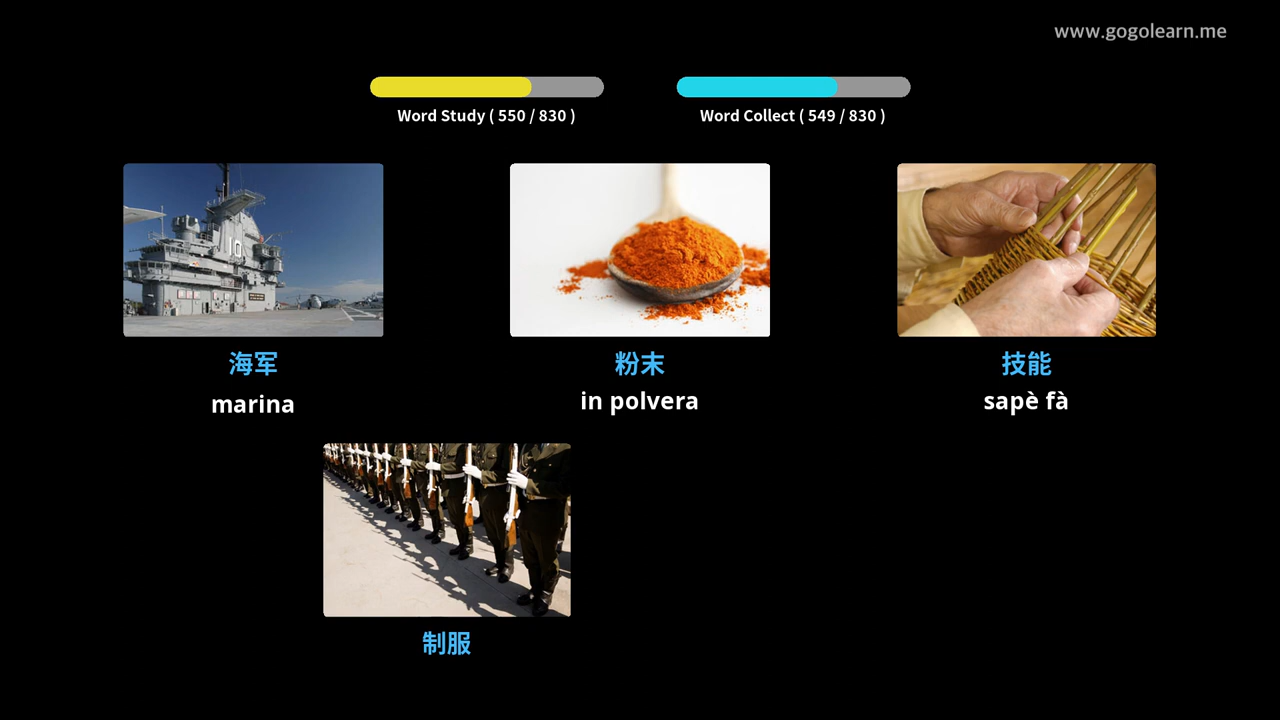 www.gogolearn.me
Word Study ( 550 / 830 )
Word Collect ( 549 / 830 )
10
海军
marina
粉末
in polvera
技能
sapè fà
制服